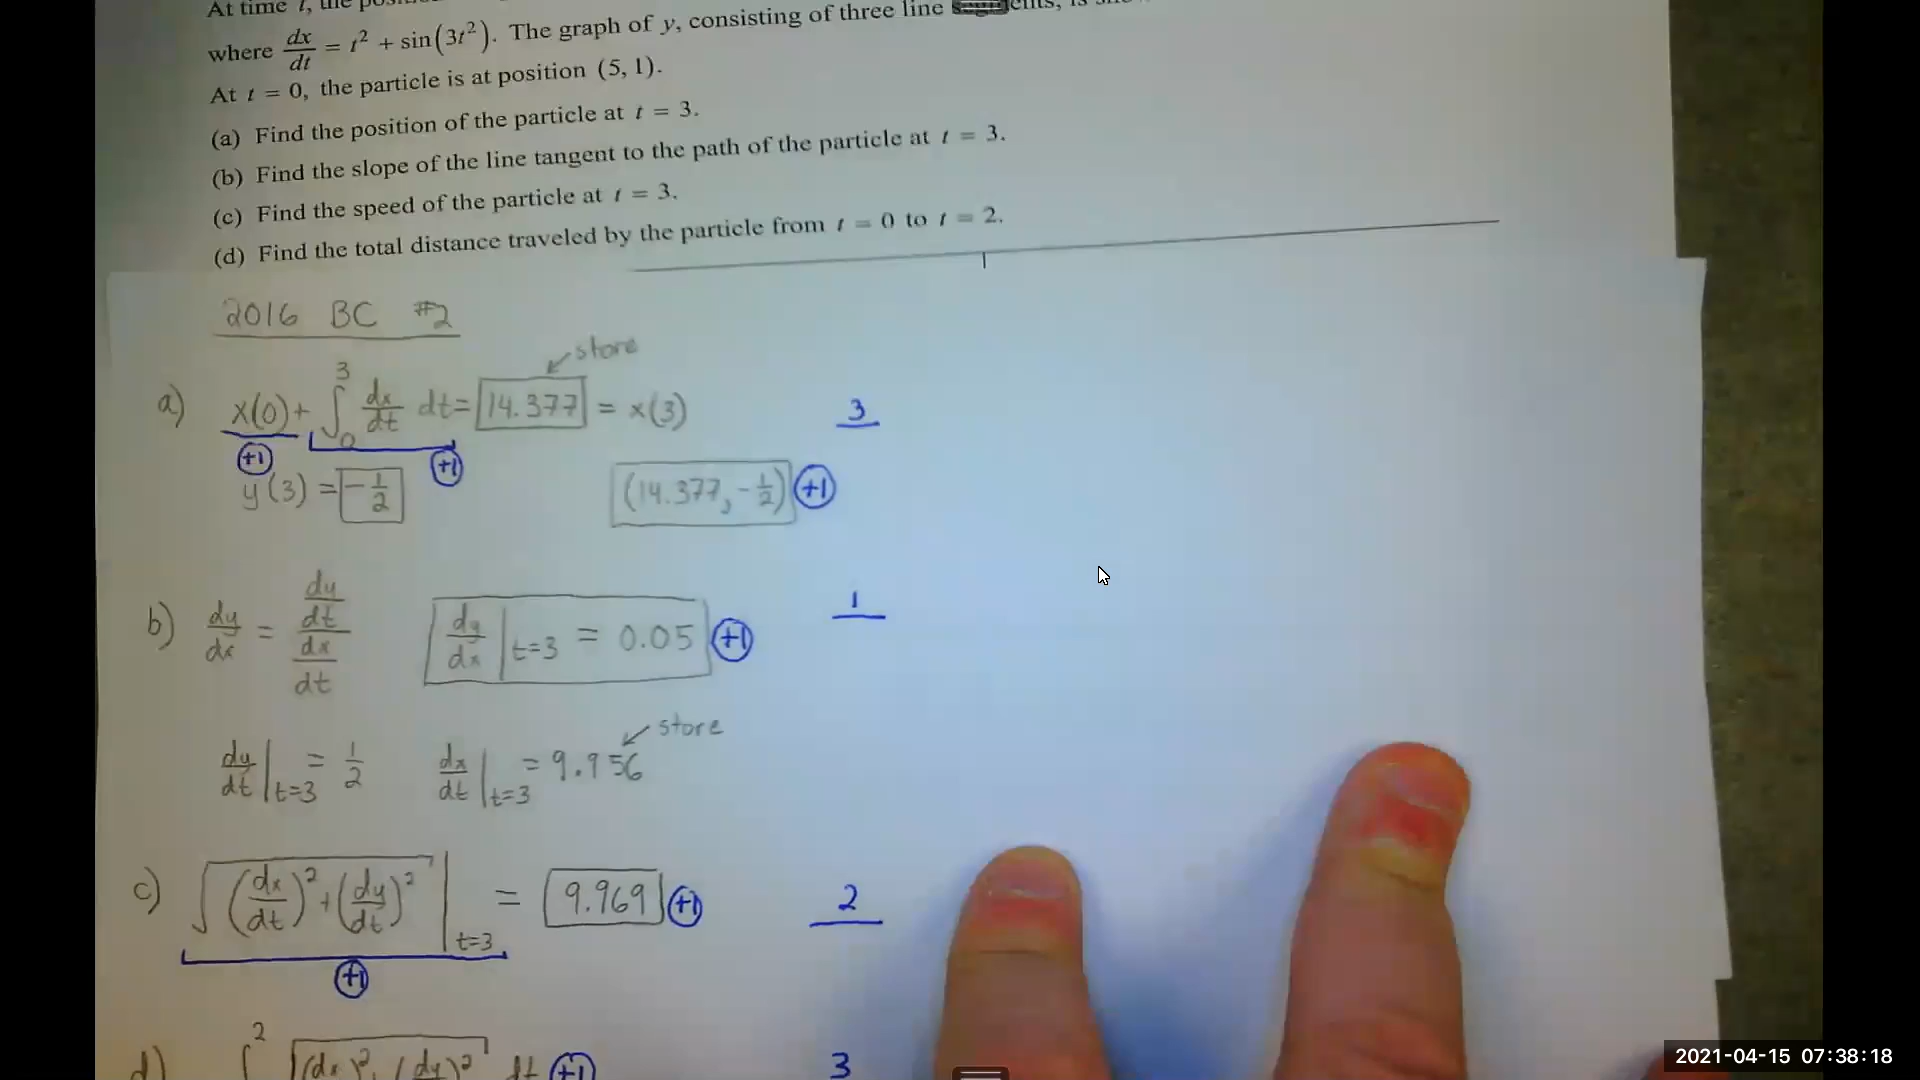 At time t, the
where dx/dt = t² + sin(3t²). The graph of y, consisting of three line
At t = 0, the particle is at position (5, 1).
(a) Find the position of the particle at t = 3.
(b) Find the slope of the line tangent to the path of the particle at t = 3.
(c) Find the speed of the particle at t = 3.
(d) Find the total distance traveled by the particle from t = 0 to t = 2.
2016 BC #2
store
a) x(0) + ∫₀³ dx/dt dt = 14.377 = x(3) 3
+1 +1
y(3) = -1/2 (14.377, -1/2) +1
b) dy/dx = (dy/dt)/(dx/dt) dy/dx |t=3 = 0.05 +1 1
store
dy/dt |t=3 = 1/2 dx/dt |t=3 = 9.956
c) √((dx/dt)² + (dy/dt)²) |t=3 = 9.969 +1 2
+1
d) ∫² √((dx)² (dy)² dt +1 3
2021-04-15 07:38:18